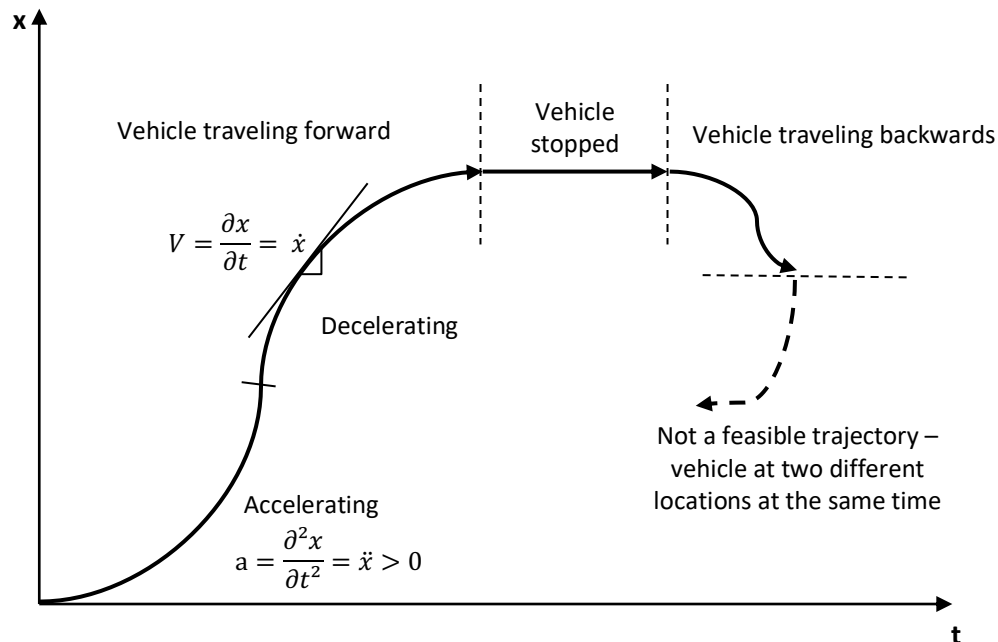 x
Vehicle traveling forward
Vehicle
stopped
Vehicle traveling backwards
V = ∂x/∂t = ẋ
Decelerating
Not a feasible trajectory –
vehicle at two different
locations at the same time
Accelerating
a = ∂²x/∂t² = ẍ > 0
t